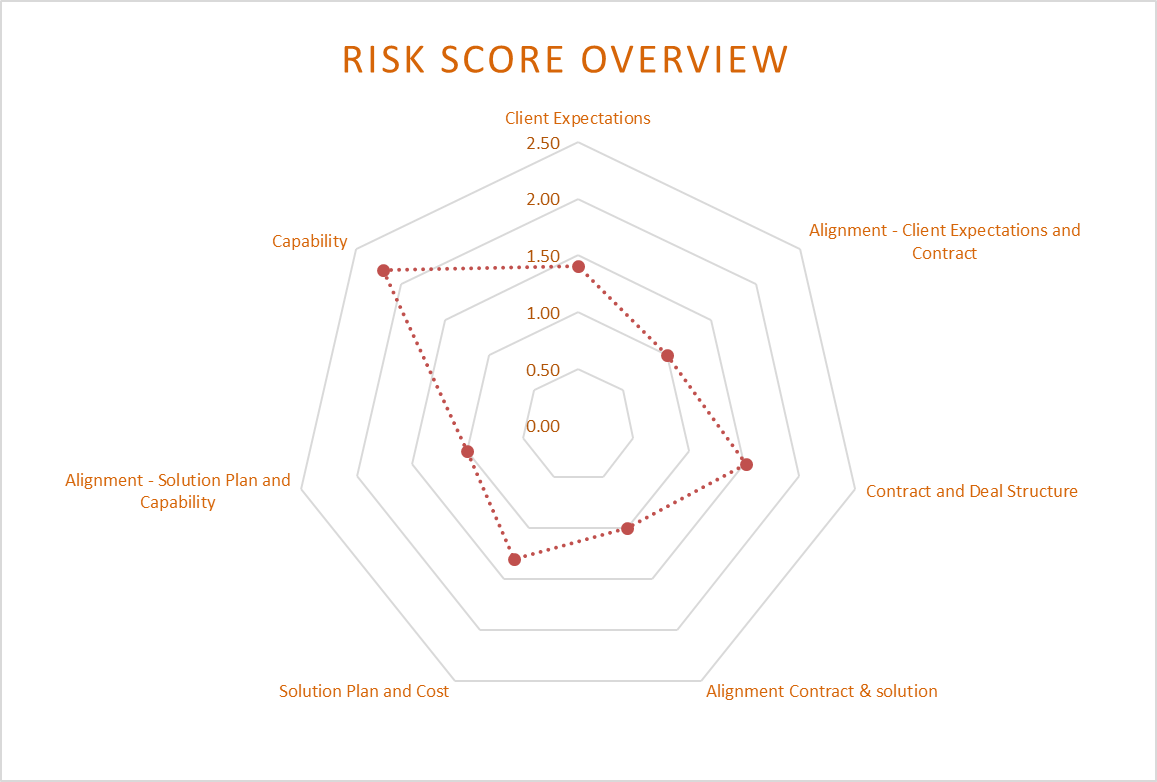 RISK SCORE OVERVIEW
Client Expectations
2.50
2.00
1.50
1.00
0.50
0.00
Alignment - Client Expectations and
Contract
Contract and Deal Structure
Alignment Contract & solution
Solution Plan and Cost
Alignment - Solution Plan and
Capability
Capability